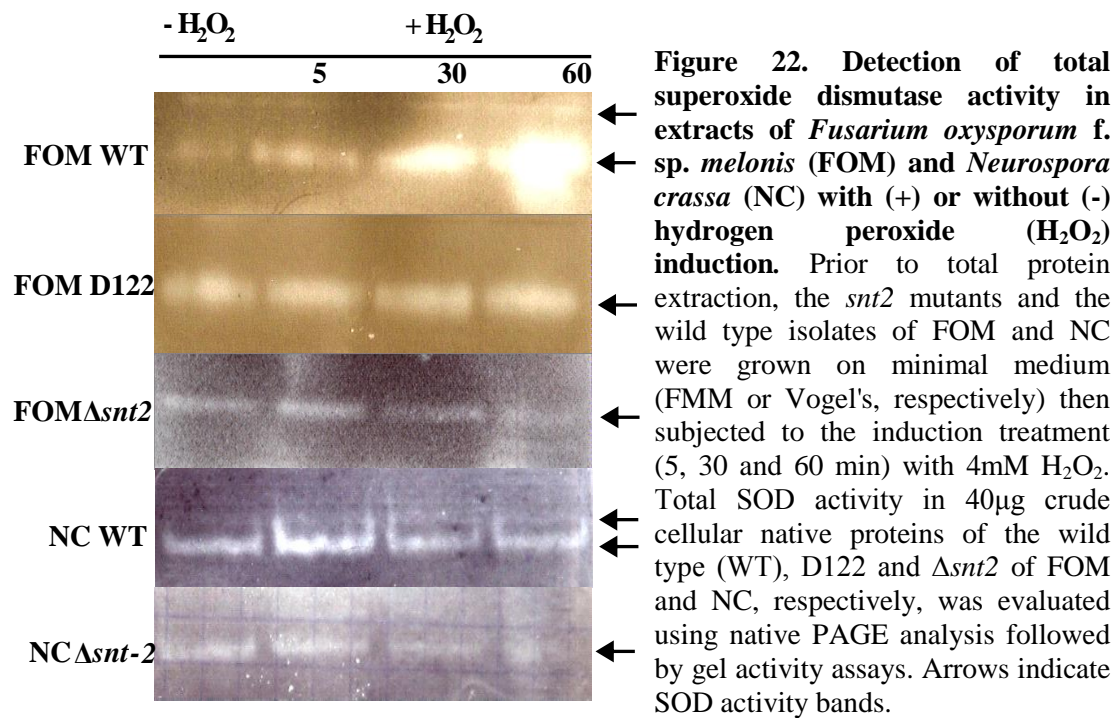 - H₂O₂ + H₂O₂
5 30 60
FOM WT
FOM D122
FOMΔsnt2
NC WT
NC Δsnt-2
Figure 22. Detection of total
superoxide dismutase activity in
extracts of Fusarium oxysporum f.
sp. melonis (FOM) and Neurospora
crassa (NC) with (+) or without (-)
hydrogen peroxide (H₂O₂)
induction. Prior to total protein
extraction, the snt2 mutants and the
wild type isolates of FOM and NC
were grown on minimal medium
(FMM or Vogel's, respectively) then
subjected to the induction treatment
(5, 30 and 60 min) with 4mM H₂O₂.
Total SOD activity in 40µg crude
cellular native proteins of the wild
type (WT), D122 and Δsnt2 of FOM
and NC, respectively, was evaluated
using native PAGE analysis followed
by gel activity assays. Arrows indicate
SOD activity bands.